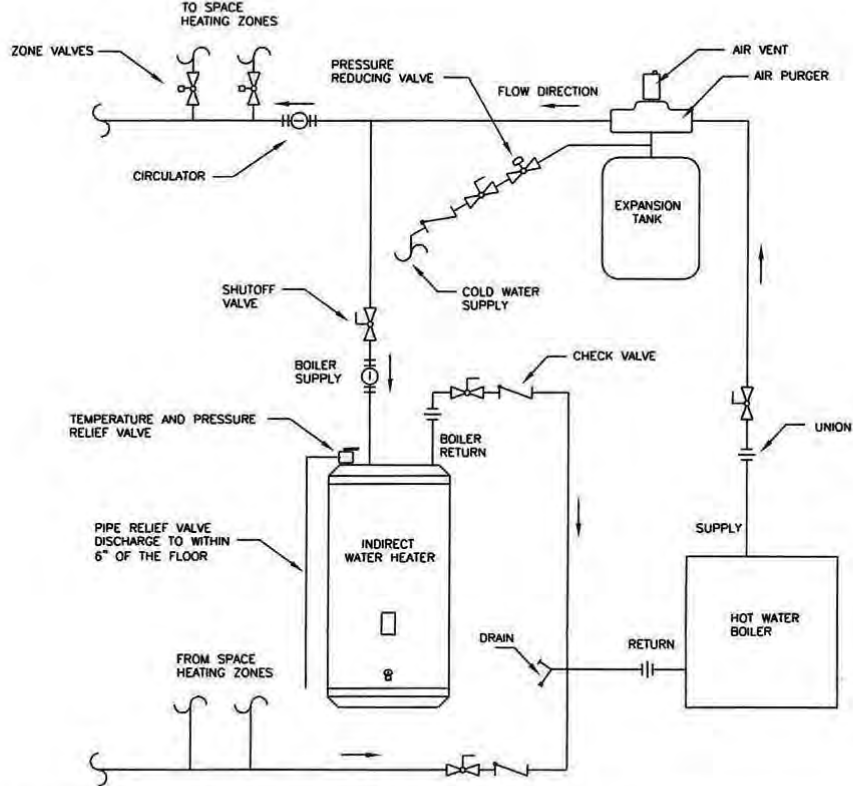 TO SPACE
HEATING ZONES
ZONE VALVES
PRESSURE
REDUCING VALVE
FLOW DIRECTION
AIR VENT
AIR PURGER
CIRCULATOR
EXPANSION
TANK
COLD WATER
SUPPLY
SHUTOFF
VALVE
BOILER
SUPPLY
CHECK VALVE
TEMPERATURE AND PRESSURE
RELIEF VALVE
BOILER
RETURN
UNION
SUPPLY
PIPE RELIEF VALVE
DISCHARGE TO WITHIN
6" OF THE FLOOR
INDIRECT
WATER HEATER
HOT WATER
BOILER
DRAIN
RETURN
FROM SPACE
HEATING ZONES